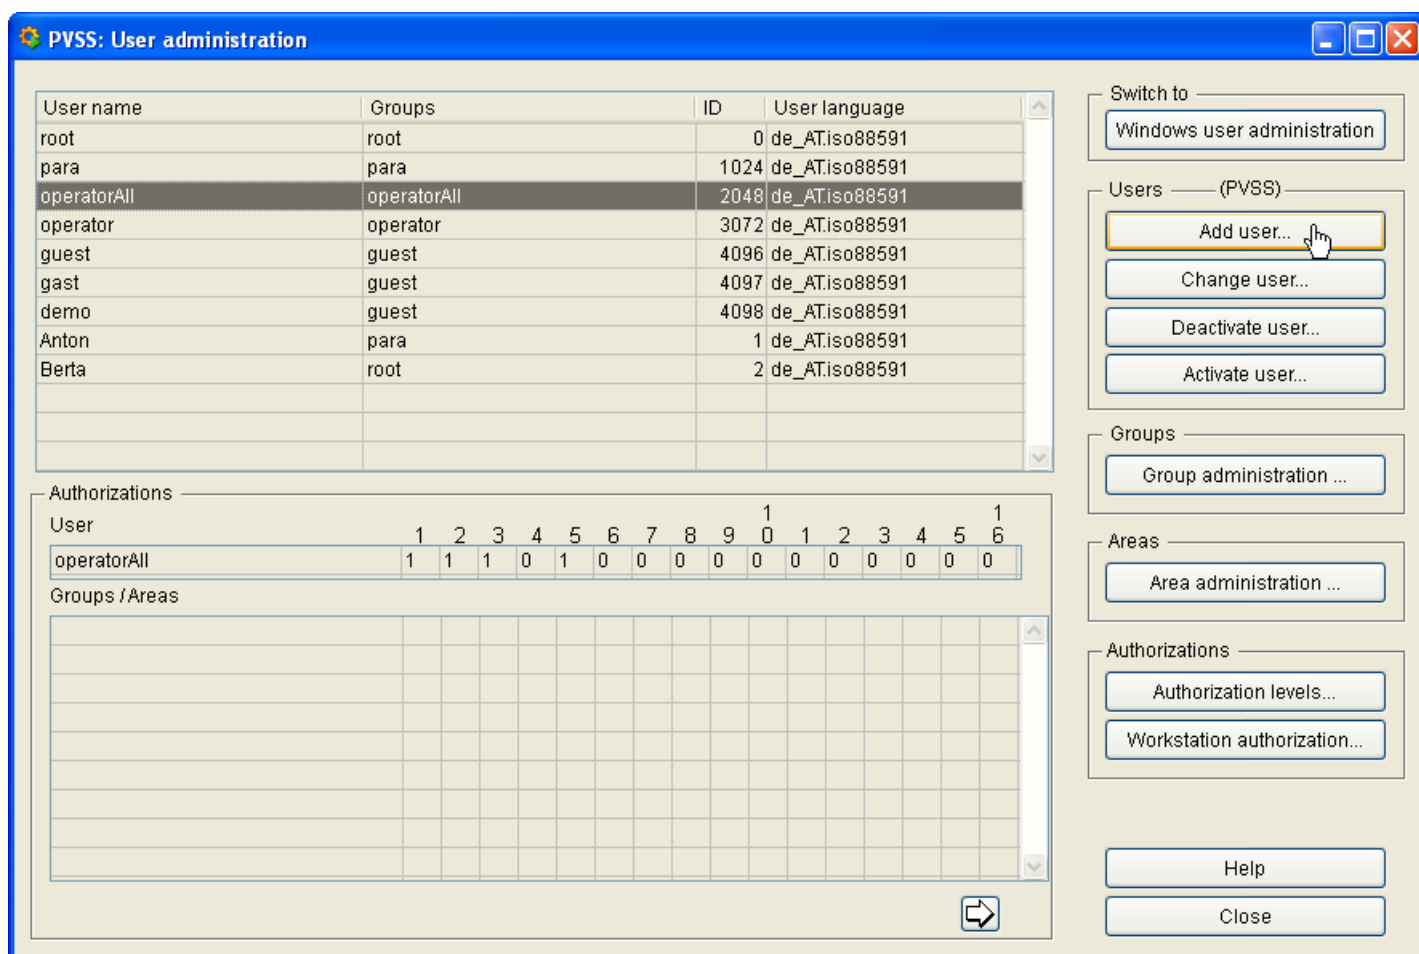 PVSS: User administration
User name Groups ID User language
root root 0 de_AT.iso88591
para para 1024 de_AT.iso88591
operatorAll operatorAll 2048 de_AT.iso88591
operator operator 3072 de_AT.iso88591
guest guest 4096 de_AT.iso88591
gast guest 4097 de_AT.iso88591
demo guest 4098 de_AT.iso88591
Anton para 1 de_AT.iso88591
Berta root 2 de_AT.iso88591
Authorizations
User
1 2 3 4 5 6 7 8 9 10 1 2 3 4 5 16
operatorAll 1 1 1 0 1 0 0 0 0 0 0 0 0 0 0 0
Groups / Areas
Switch to
Windows user administration
Users (PVSS)
Add user...
Change user...
Deactivate user...
Activate user...
Groups
Group administration ...
Areas
Area administration ...
Authorizations
Authorization levels...
Workstation authorization...
Help
Close